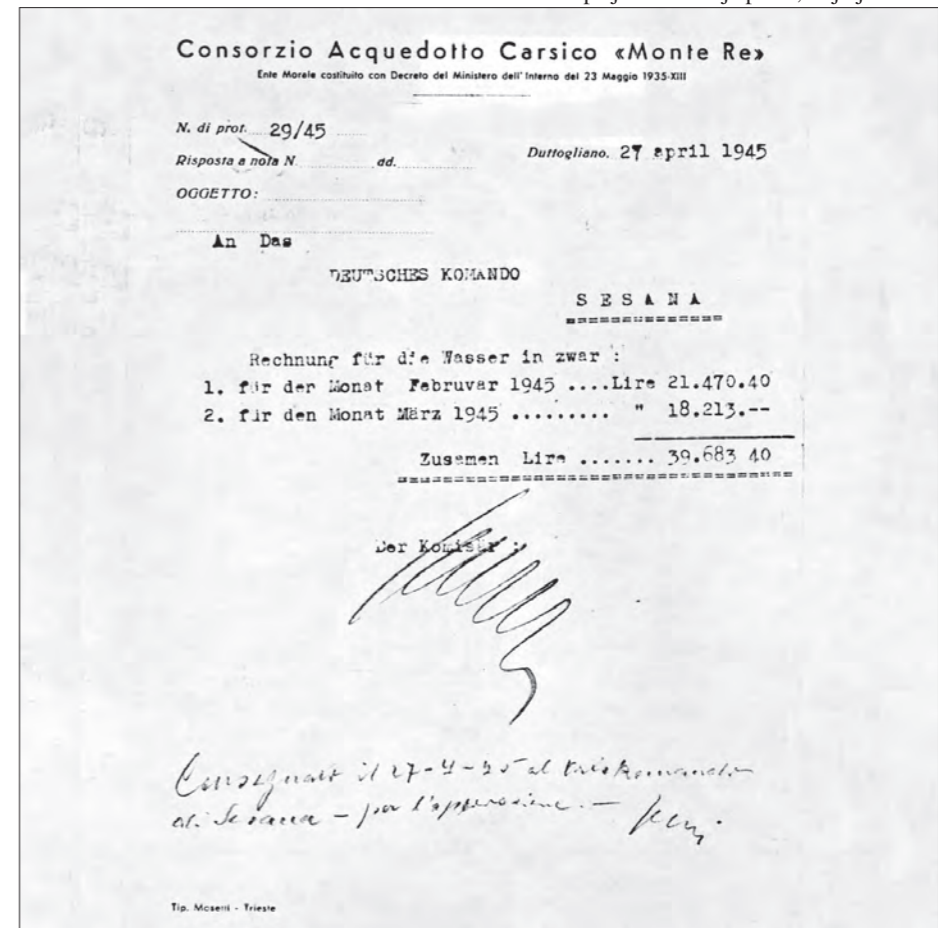 Consorzio Acquedotto Carsico «Monte Re»
Ente Morale costituito con Decreto del Ministero dell'Interno del 23 Maggio 1935-XIII
N. di prot. 29/45
Risposta a nota N. dd.
Duttogliano, 27 april 1945
OGGETTO:
An Das
DEUTSCHES KOMANDO
SESANA
Rechnung für die Wasser in zwar :
1. für der Monat Februvar 1945 ....Lire 21.470.40
2. für den Monat März 1945 ......... " 18.213.--
Zusamen Lire ....... 39.683 40
Der Komisär :
Consegnato il 27-4-45 al Kreiskomando
di Sesana - per l'approvazione. -
Tip. Mosetti - Trieste